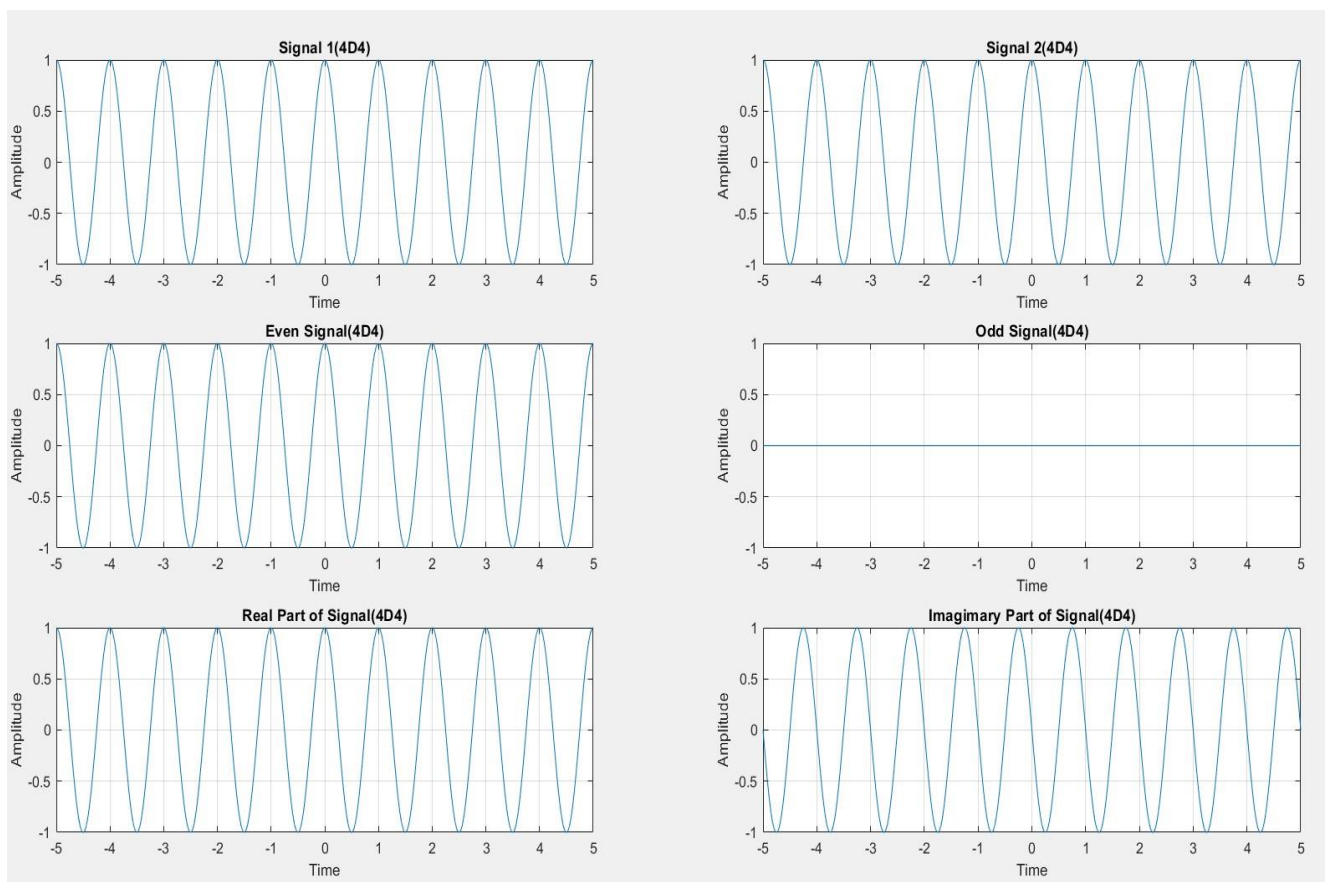 Signal 1(4D4)
1
0.5
0
-0.5
-1
Amplitude
-5 -4 -3 -2 -1 0 1 2 3 4 5
Time
Signal 2(4D4)
1
0.5
0
-0.5
-1
Amplitude
-5 -4 -3 -2 -1 0 1 2 3 4 5
Time
Even Signal(4D4)
1
0.5
0
-0.5
-1
Amplitude
-5 -4 -3 -2 -1 0 1 2 3 4 5
Time
Odd Signal(4D4)
1
0.5
0
-0.5
-1
Amplitude
-5 -4 -3 -2 -1 0 1 2 3 4 5
Time
Real Part of Signal(4D4)
1
0.5
0
-0.5
-1
Amplitude
-5 -4 -3 -2 -1 0 1 2 3 4 5
Time
Imagimary Part of Signal(4D4)
1
0.5
0
-0.5
-1
Amplitude
-5 -4 -3 -2 -1 0 1 2 3 4 5
Time